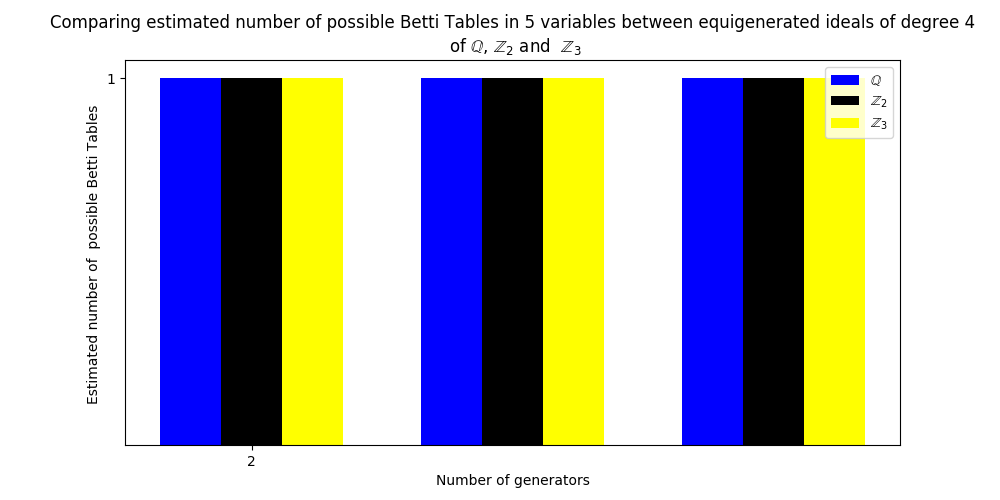 Comparing estimated number of possible Betti Tables in 5 variables between equigenerated ideals of degree 4
of ℚ, ℤ₂ and ℤ₃
1
ℚ
ℤ₂
ℤ₃
Estimated number of possible Betti Tables
2
Number of generators